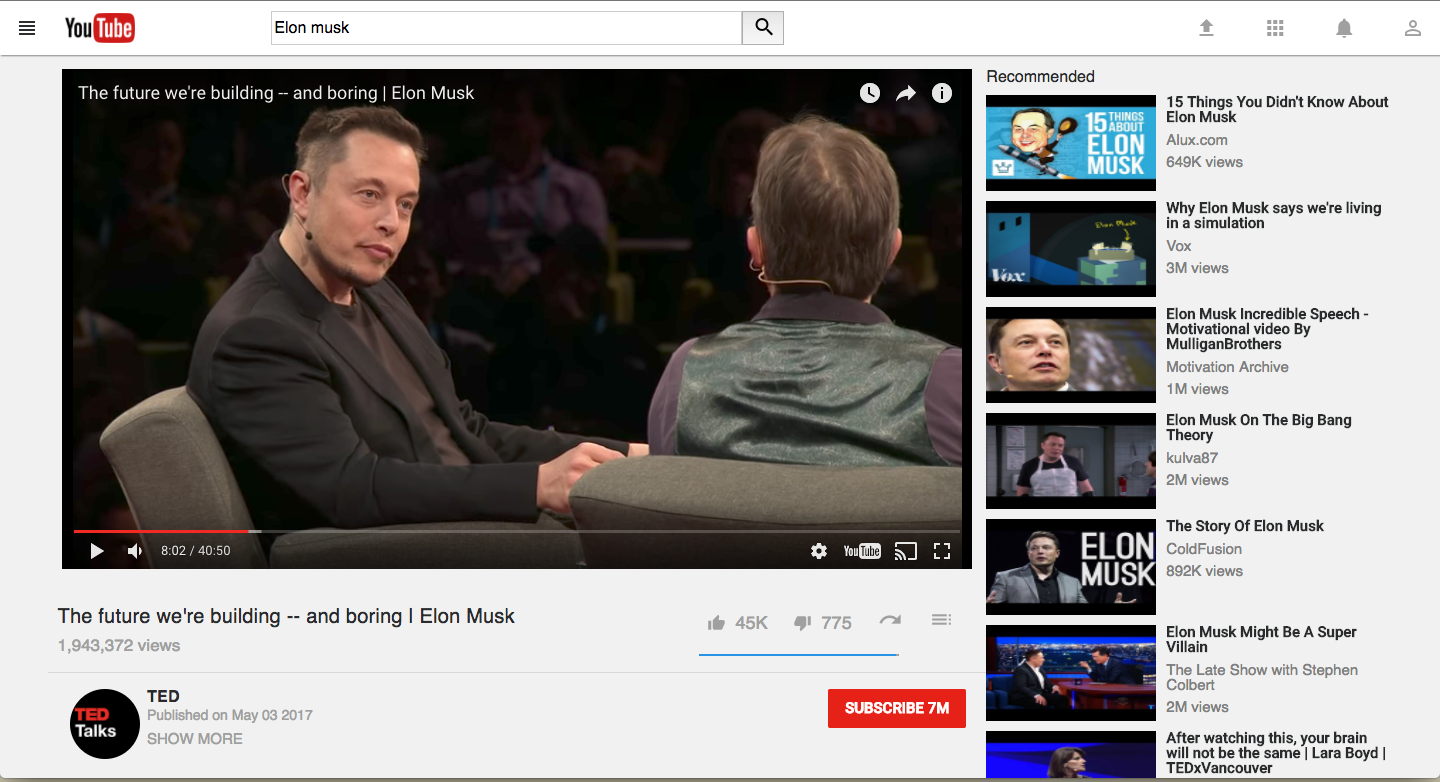 YouTube
Elon musk
The future we're building -- and boring | Elon Musk
8:02 / 40:50
YouTube
The future we're building -- and boring | Elon Musk
1,943,372 views
45K
775
TED
Talks
TED
Published on May 03 2017
SHOW MORE
SUBSCRIBE 7M
Recommended
15 THINGS
ABOUT
ELON
MUSK
15 Things You Didn't Know About
Elon Musk
Alux.com
649K views
Elon Musk
Vox
Why Elon Musk says we're living
in a simulation
Vox
3M views
Elon Musk Incredible Speech -
Motivational video By
MulliganBrothers
Motivation Archive
1M views
Elon Musk On The Big Bang
Theory
kulva87
2M views
ELON
MUSK
The Story Of Elon Musk
ColdFusion
892K views
Elon Musk Might Be A Super
Villain
The Late Show with Stephen
Colbert
2M views
After watching this, your brain
will not be the same | Lara Boyd |
TEDxVancouver